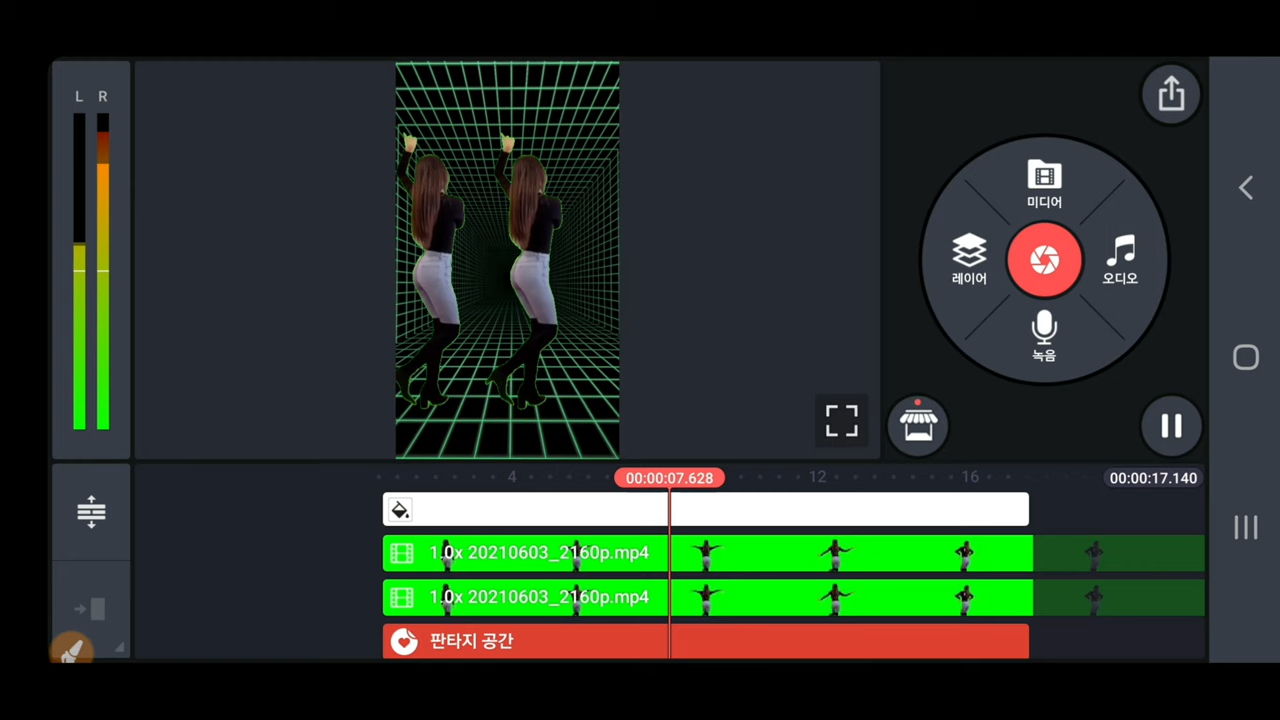 L R
미디어
레이어
오디오
녹음
4 00:00:07.628 12 16 00:00:17.140
1.0x 20210603_2160p.mp4
1.0x 20210603_2160p.mp4
판타지 공간